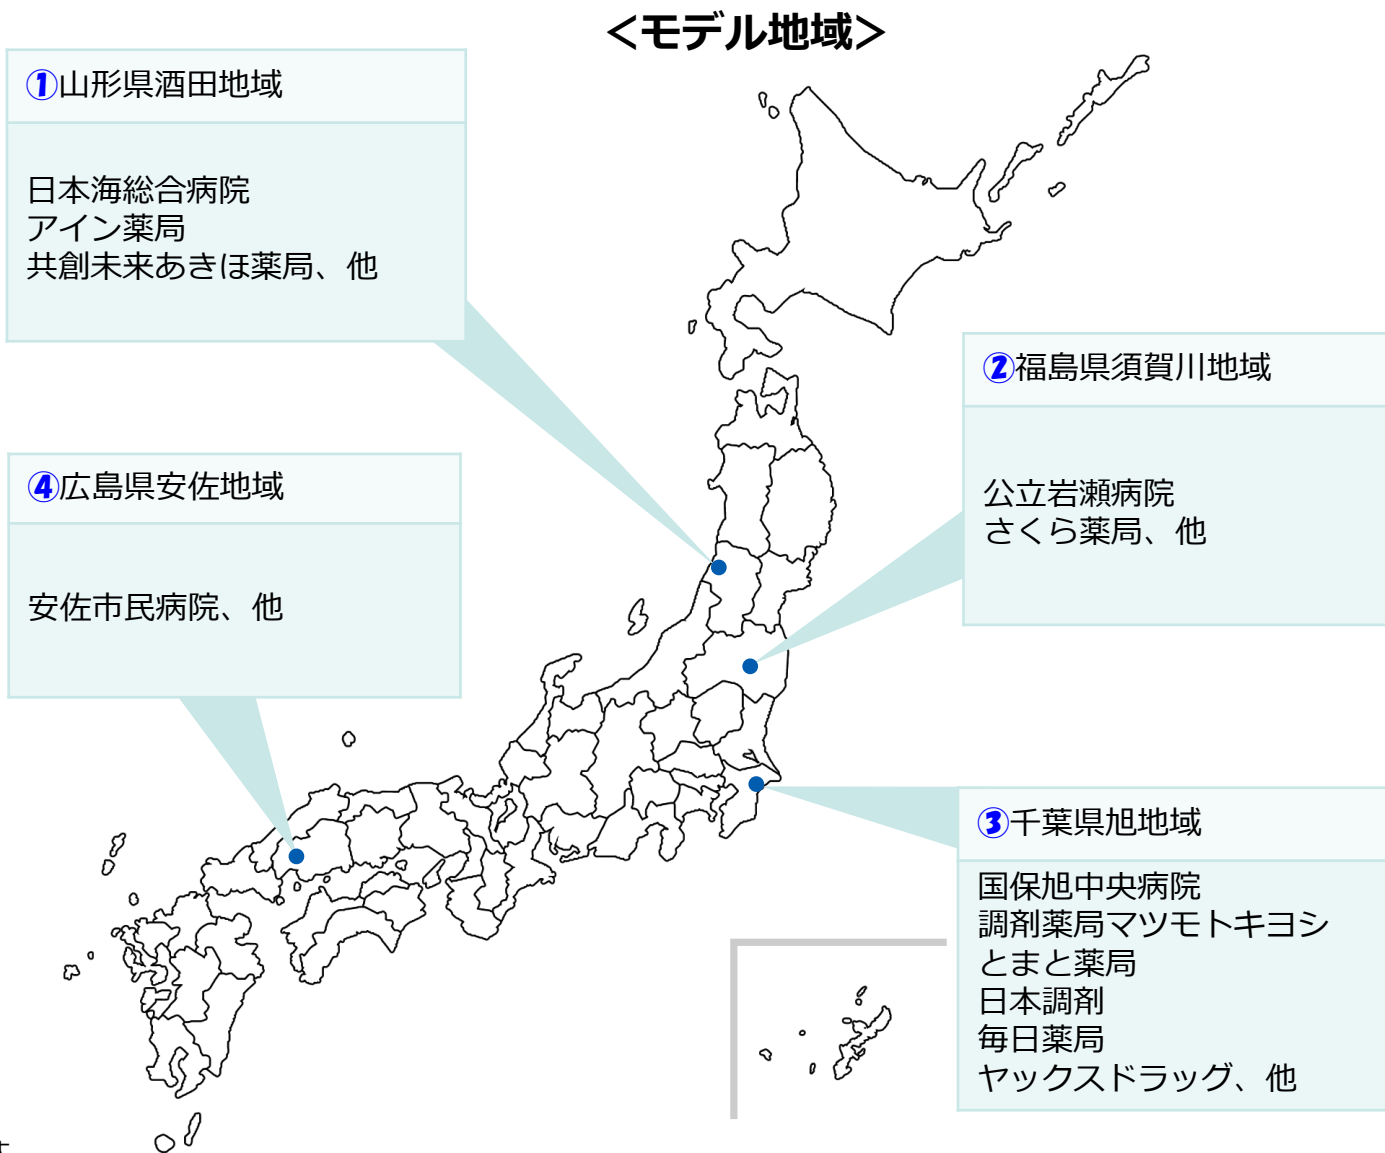 <モデル地域>
①山形県酒田地域
日本海総合病院
アイン薬局
共創未来あきほ薬局、他
②福島県須賀川地域
公立岩瀬病院
さくら薬局、他
④広島県安佐地域
安佐市民病院、他
③千葉県旭地域
国保旭中央病院
調剤薬局マツモトキヨシ
とまと薬局
日本調剤
毎日薬局
ヤックスドラッグ、他